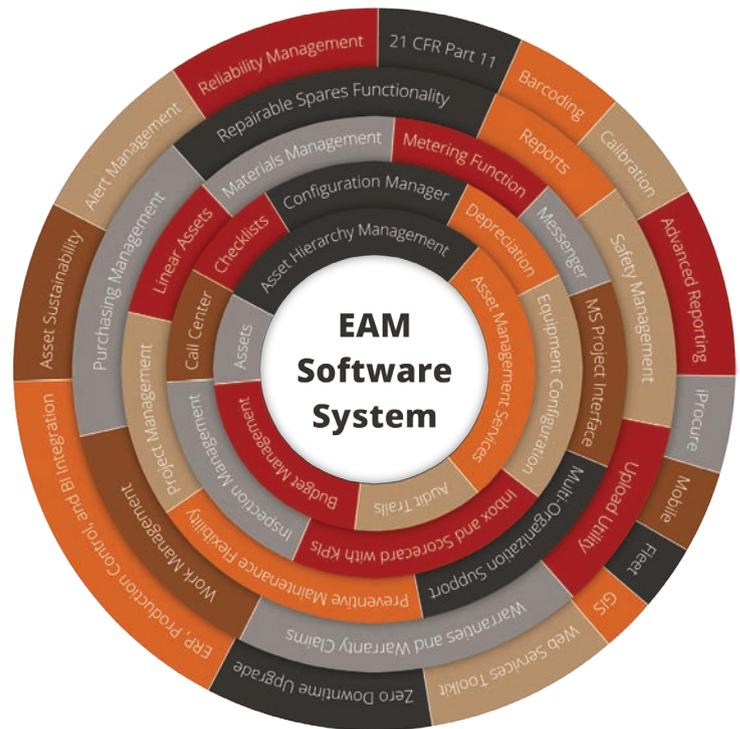 EAM
Software
System
Asset Hierarchy Management
Asset Management Services
Audit Trails
Budget Management
Assets
Configuration Manager
Depreciation
Equipment Configuration
Inbox and Scorecard with KPIs
Inspection Management
Call Center
Checklists
Materials Management
Metering Function
Messenger
MS Project Interface
Multi-Organization Support
Preventive Maintenance Flexibility
Project Management
Linear Assets
Repairable Spares Functionality
Reports
Safety Management
Upload Utility
Warranties and Warranty Claims
Work Management
Purchasing Management
21 CFR Part 11
Barcoding
Calibration
Advanced Reporting
iProcure
Mobile
Fleet
GIS
Web Services Toolkit
Zero Downtime Upgrade
ERP, Production Control, and BI Integration
Asset Sustainability
Alert Management
Reliability Management